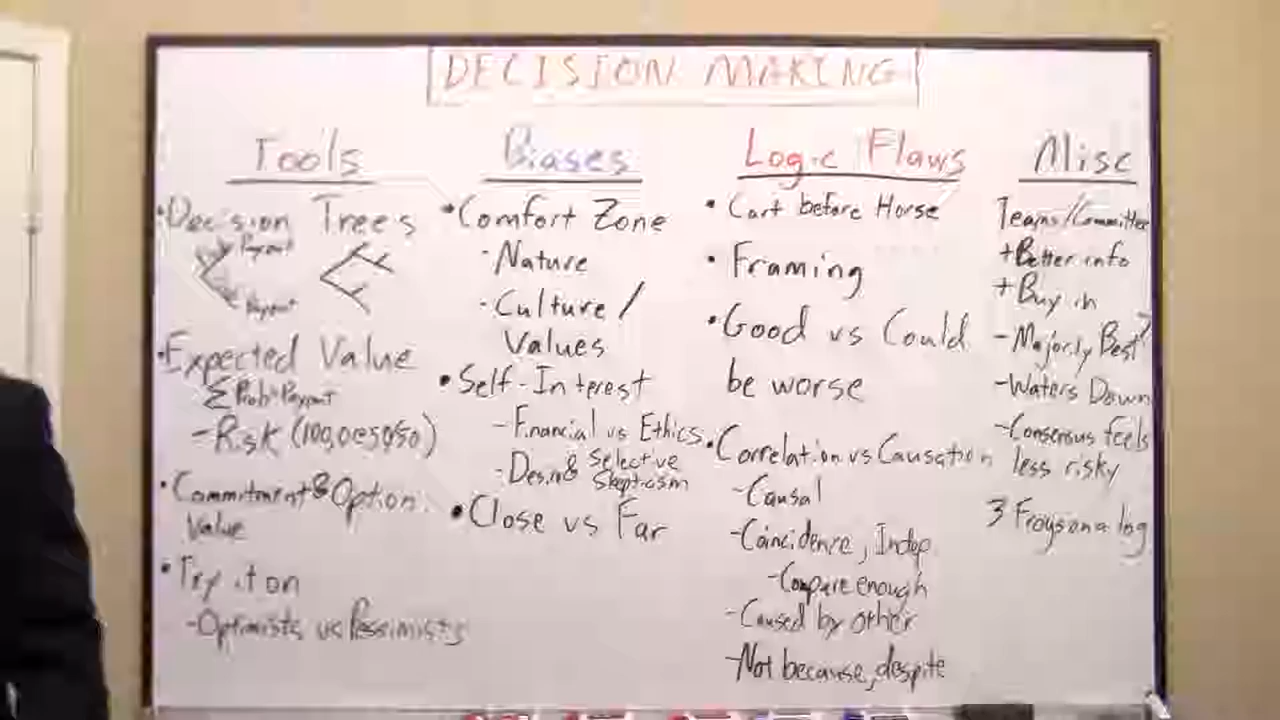 DECISION MAKING
Tools
•Decision Trees
Payout
Payout
•Expected Value
Σ Prob*Payout
-Risk (100,0 e 50/50)
•Commitment & Option
Value
•Try it on
-Optimists vs Pessimists
Biases
•Comfort Zone
-Nature
-Culture/
Values
•Self-Interest
-Financial vs Ethics
-Desire & Selective
Skepticism
•Close vs Far
Logic Flaws
•Cart before Horse
•Framing
•Good vs Could
be worse
•Correlation vs Causation
-Causal
-Coincidence, Indep.
-Compare enough
-Caused by other
-Not because, despite
Misc
Teams/Committee
+Better info
+Buy in
-Majority Best?
-Waters Down
-Consensus feels
less risky
3 Frogs on a log